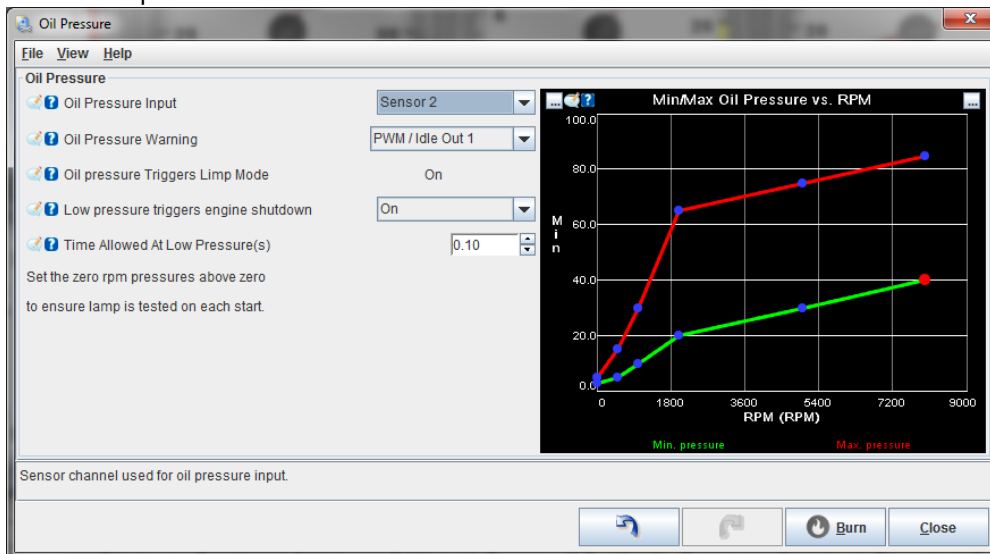 Oil Pressure
File View Help
Oil Pressure
Oil Pressure Input
Sensor 2
Oil Pressure Warning
PWM / Idle Out 1
Oil pressure Triggers Limp Mode
On
Low pressure triggers engine shutdown
On
Time Allowed At Low Pressure(s)
0.10
Set the zero rpm pressures above zero
to ensure lamp is tested on each start.
... Min/Max Oil Pressure vs. RPM ...
100.0
80.0
60.0
40.0
20.0
0.0
Min
0 1800 3600 5400 7200 9000
RPM (RPM)
Min. pressure Max. pressure
Sensor channel used for oil pressure input.
Burn Close